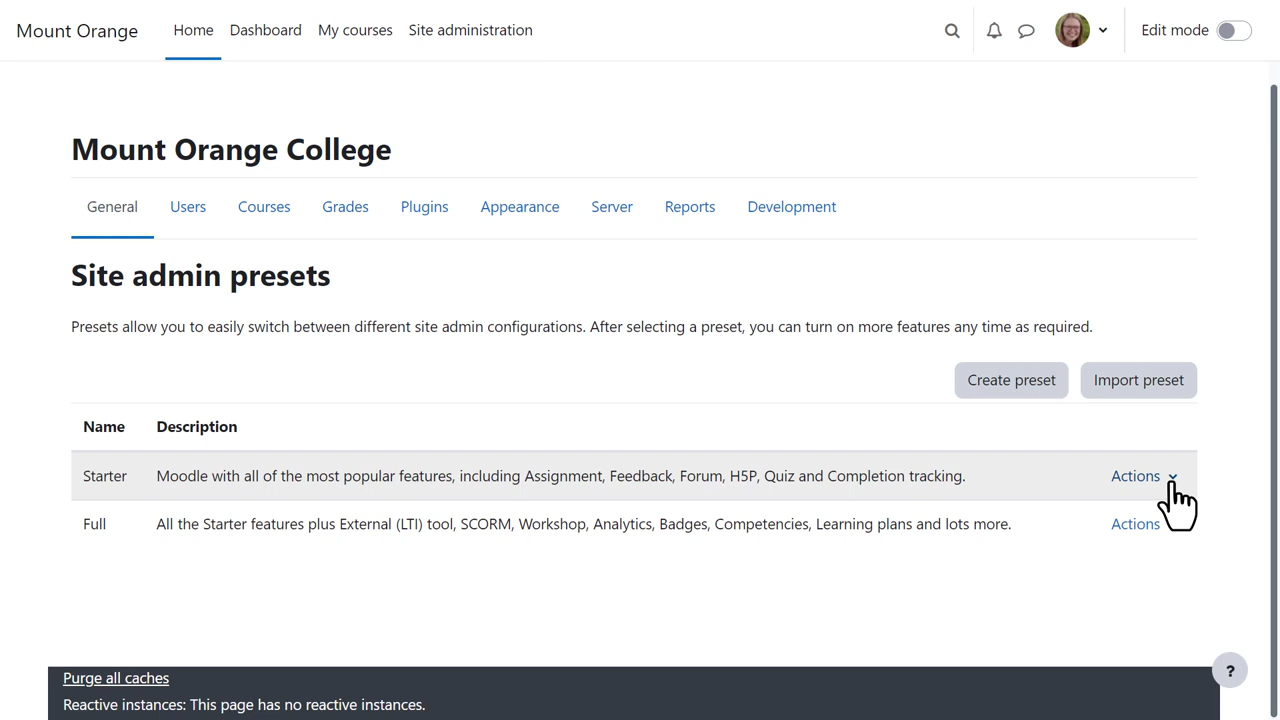 Mount Orange Home Dashboard My courses Site administration Edit mode
Mount Orange College
General Users Courses Grades Plugins Appearance Server Reports Development
Site admin presets
Presets allow you to easily switch between different site admin configurations. After selecting a preset, you can turn on more features any time as required.
Create preset Import preset
Name Description
Starter Moodle with all of the most popular features, including Assignment, Feedback, Forum, H5P, Quiz and Completion tracking. Actions
Full All the Starter features plus External (LTI) tool, SCORM, Workshop, Analytics, Badges, Competencies, Learning plans and lots more. Actions
Purge all caches
?
Reactive instances: This page has no reactive instances.